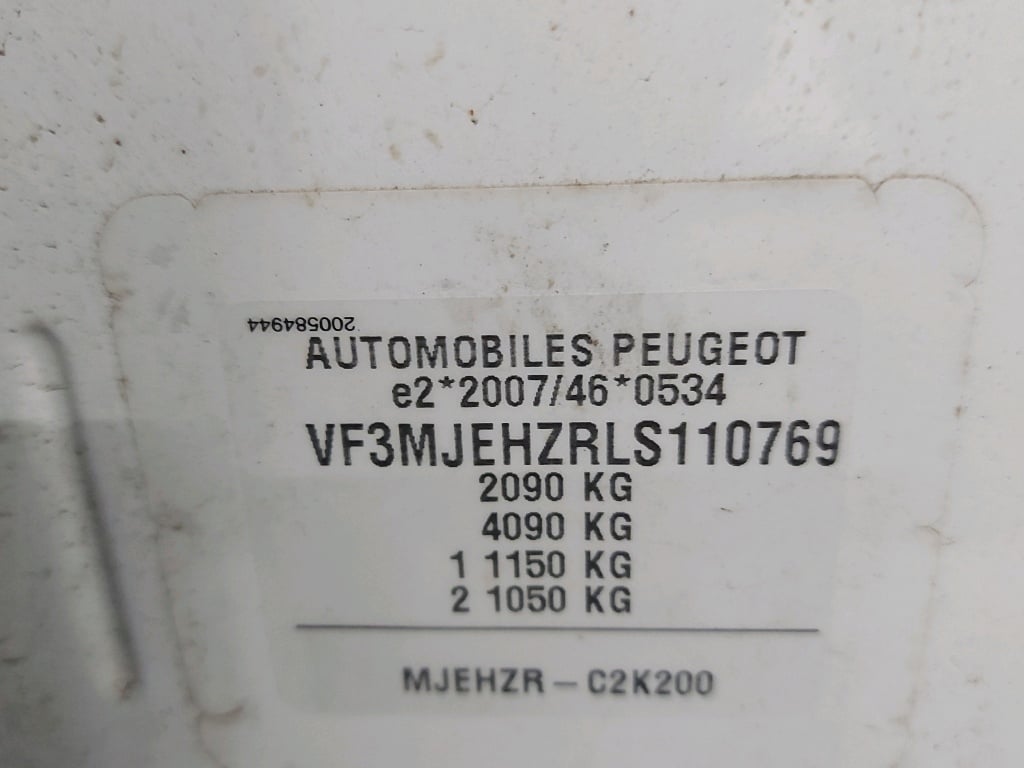 200584944
AUTOMOBILES PEUGEOT
e2*2007/46*0534
VF3MJEHZRLS110769
2090 KG
4090 KG
1 1150 KG
2 1050 KG
MJEHZR – C2K200